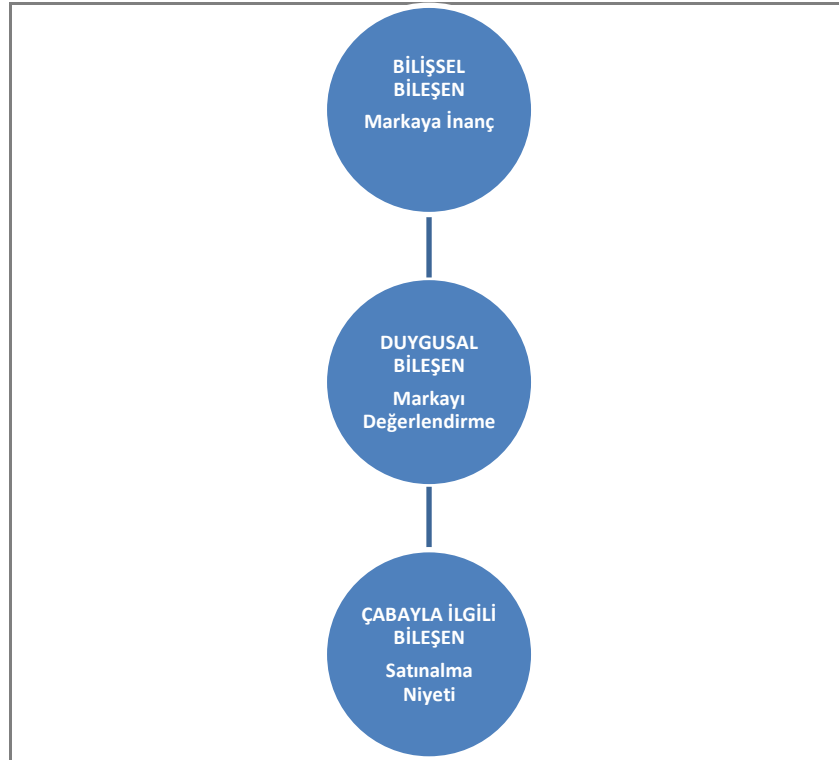 BİLİŞSEL
BİLEŞEN
Markaya İnanç
DUYGUSAL
BİLEŞEN
Markayı
Değerlendirme
ÇABAYLA İLGİLİ
BİLEŞEN
Satınalma
Niyeti